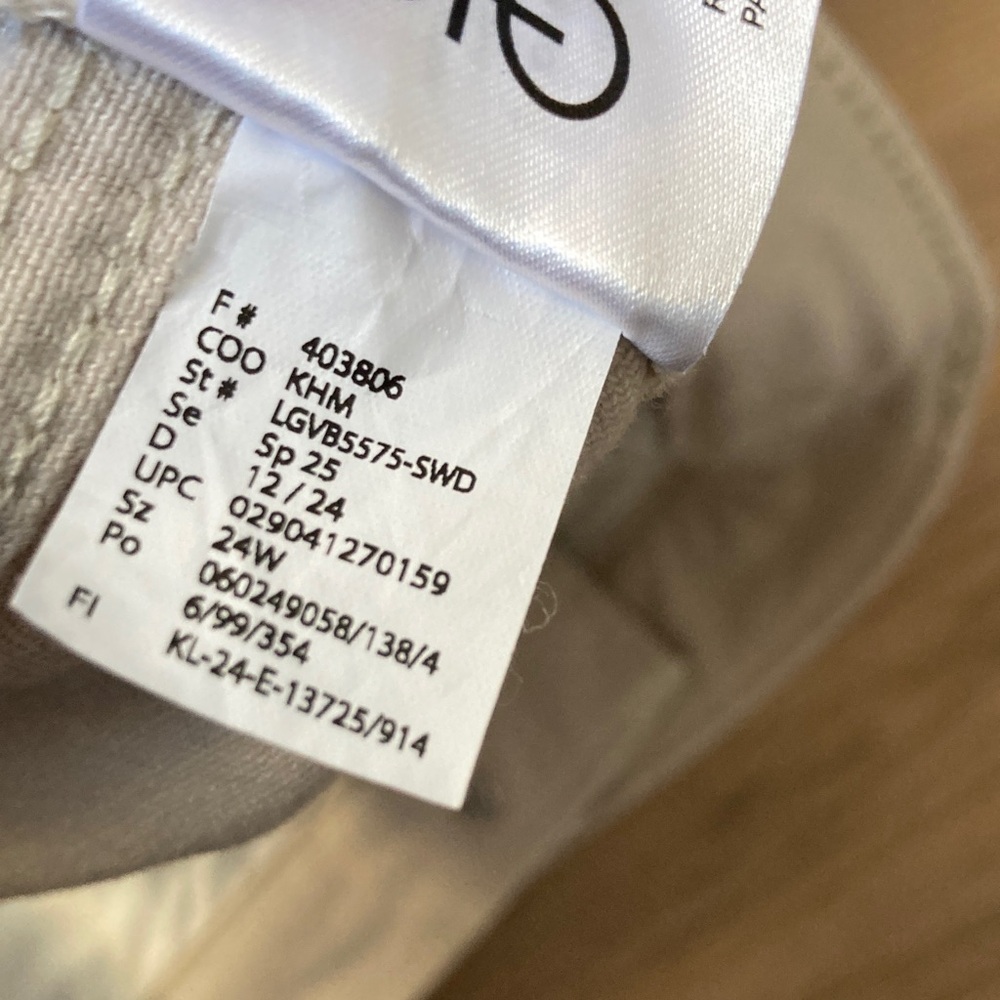 F # 403806
COO KHM
St # LGVB5575-SWD
Se Sp 25
D 12 / 24
UPC 029041270159
Sz 24W
Po 060249058/138/4
6/99/354
FI KL-24-E-13725/914